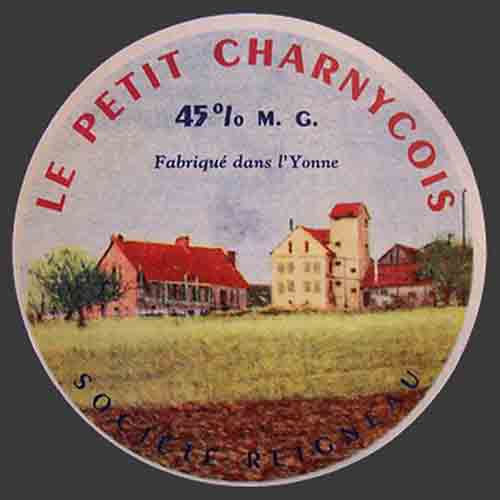 LE PETIT CHARNYCOIS
45% M. G.
Fabriqué dans l'Yonne
SOCIÉTÉ REIGNEAU